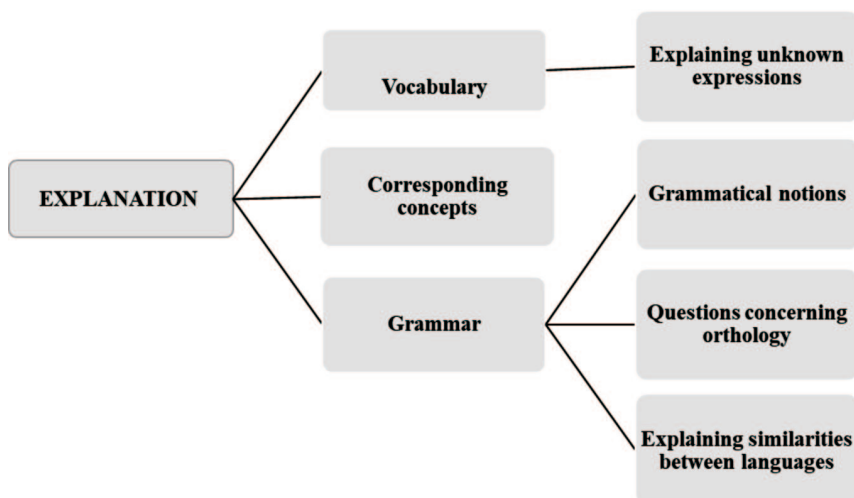 EXPLANATION
Vocabulary
Explaining unknown
expressions
Corresponding
concepts
Grammar
Grammatical notions
Questions concerning
orthology
Explaining similarities
between languages